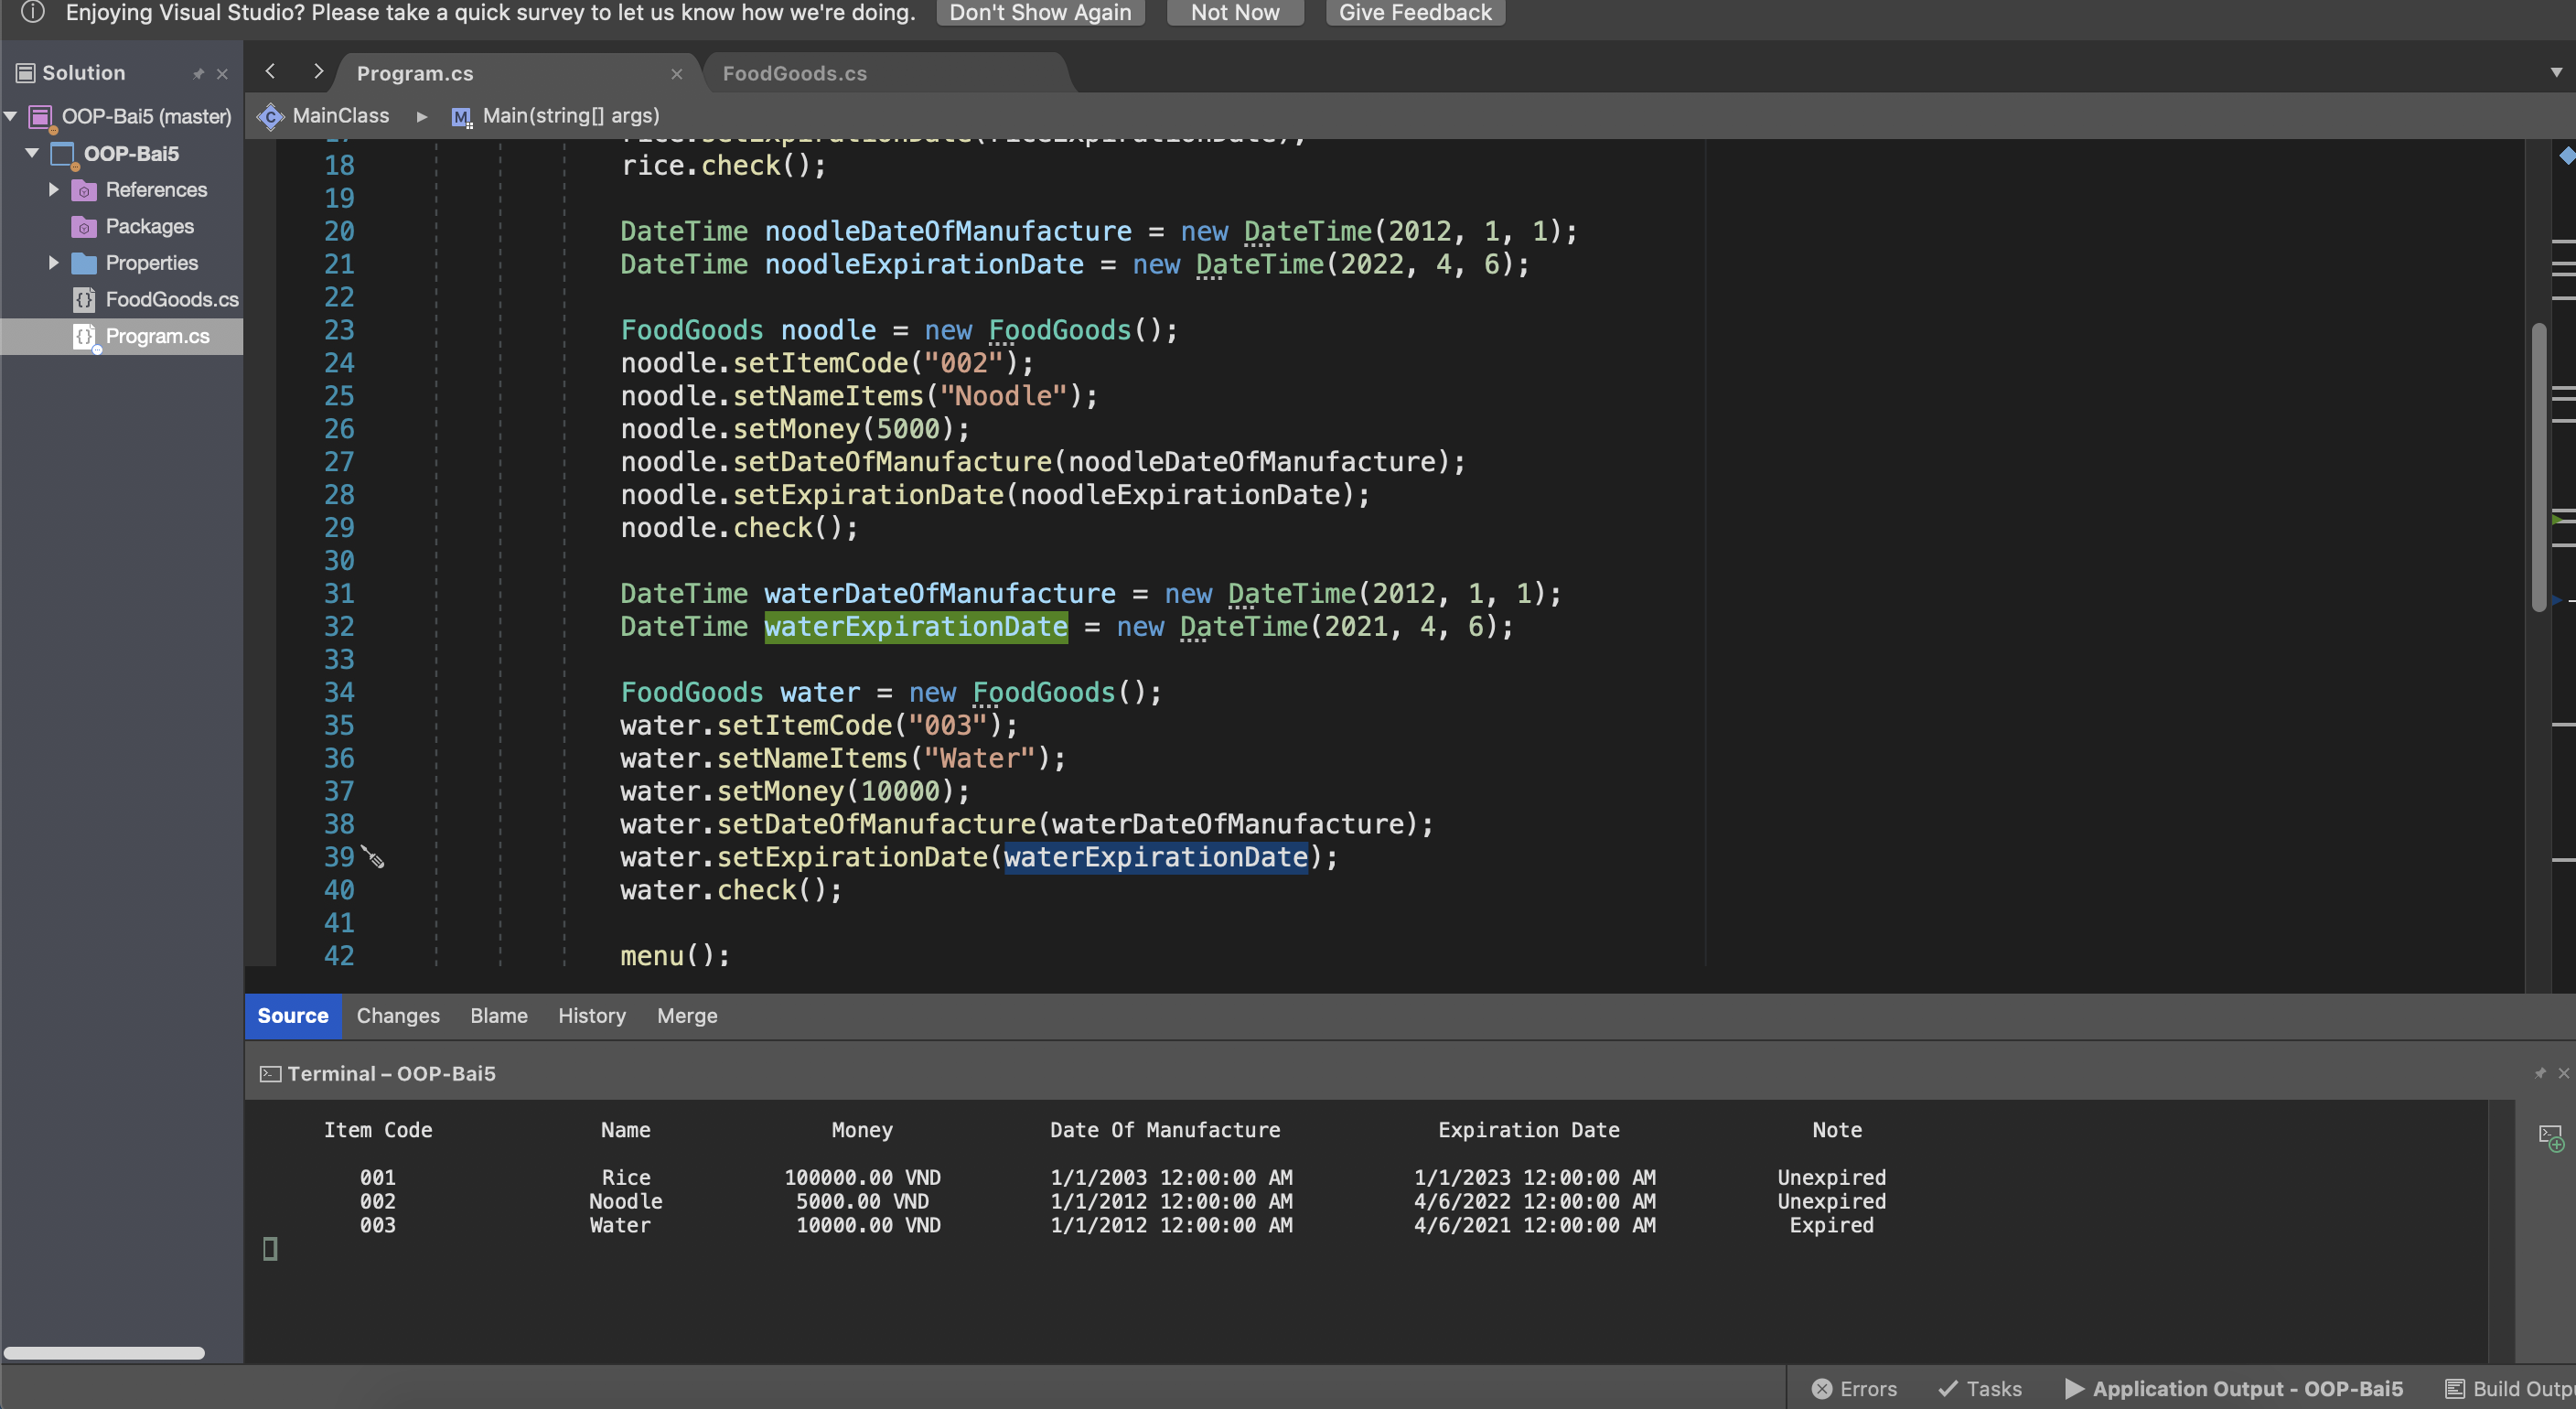 Enjoying Visual Studio? Please take a quick survey to let us know how we're doing. Don't Show Again Not Now Give Feedback
Solution
OOP-Bai5 (master)
OOP-Bai5
References
Packages
Properties
FoodGoods.cs
Program.cs
Program.cs FoodGoods.cs
MainClass Main(string[] args)
17 rice.setExpirationDate(riceExpirationDate);
18 rice.check();
19
20 DateTime noodleDateOfManufacture = new DateTime(2012, 1, 1);
21 DateTime noodleExpirationDate = new DateTime(2022, 4, 6);
22
23 FoodGoods noodle = new FoodGoods();
24 noodle.setItemCode("002");
25 noodle.setNameItems("Noodle");
26 noodle.setMoney(5000);
27 noodle.setDateOfManufacture(noodleDateOfManufacture);
28 noodle.setExpirationDate(noodleExpirationDate);
29 noodle.check();
30
31 DateTime waterDateOfManufacture = new DateTime(2012, 1, 1);
32 DateTime waterExpirationDate = new DateTime(2021, 4, 6);
33
34 FoodGoods water = new FoodGoods();
35 water.setItemCode("003");
36 water.setNameItems("Water");
37 water.setMoney(10000);
38 water.setDateOfManufacture(waterDateOfManufacture);
39 water.setExpirationDate(waterExpirationDate);
40 water.check();
41
42 menu();
Source Changes Blame History Merge
Terminal – OOP-Bai5
Item Code Name Money Date Of Manufacture Expiration Date Note
001 Rice 100000.00 VND 1/1/2003 12:00:00 AM 1/1/2023 12:00:00 AM Unexpired
002 Noodle 5000.00 VND 1/1/2012 12:00:00 AM 4/6/2022 12:00:00 AM Unexpired
003 Water 10000.00 VND 1/1/2012 12:00:00 AM 4/6/2021 12:00:00 AM Expired
Errors Tasks Application Output - OOP-Bai5 Build Outp